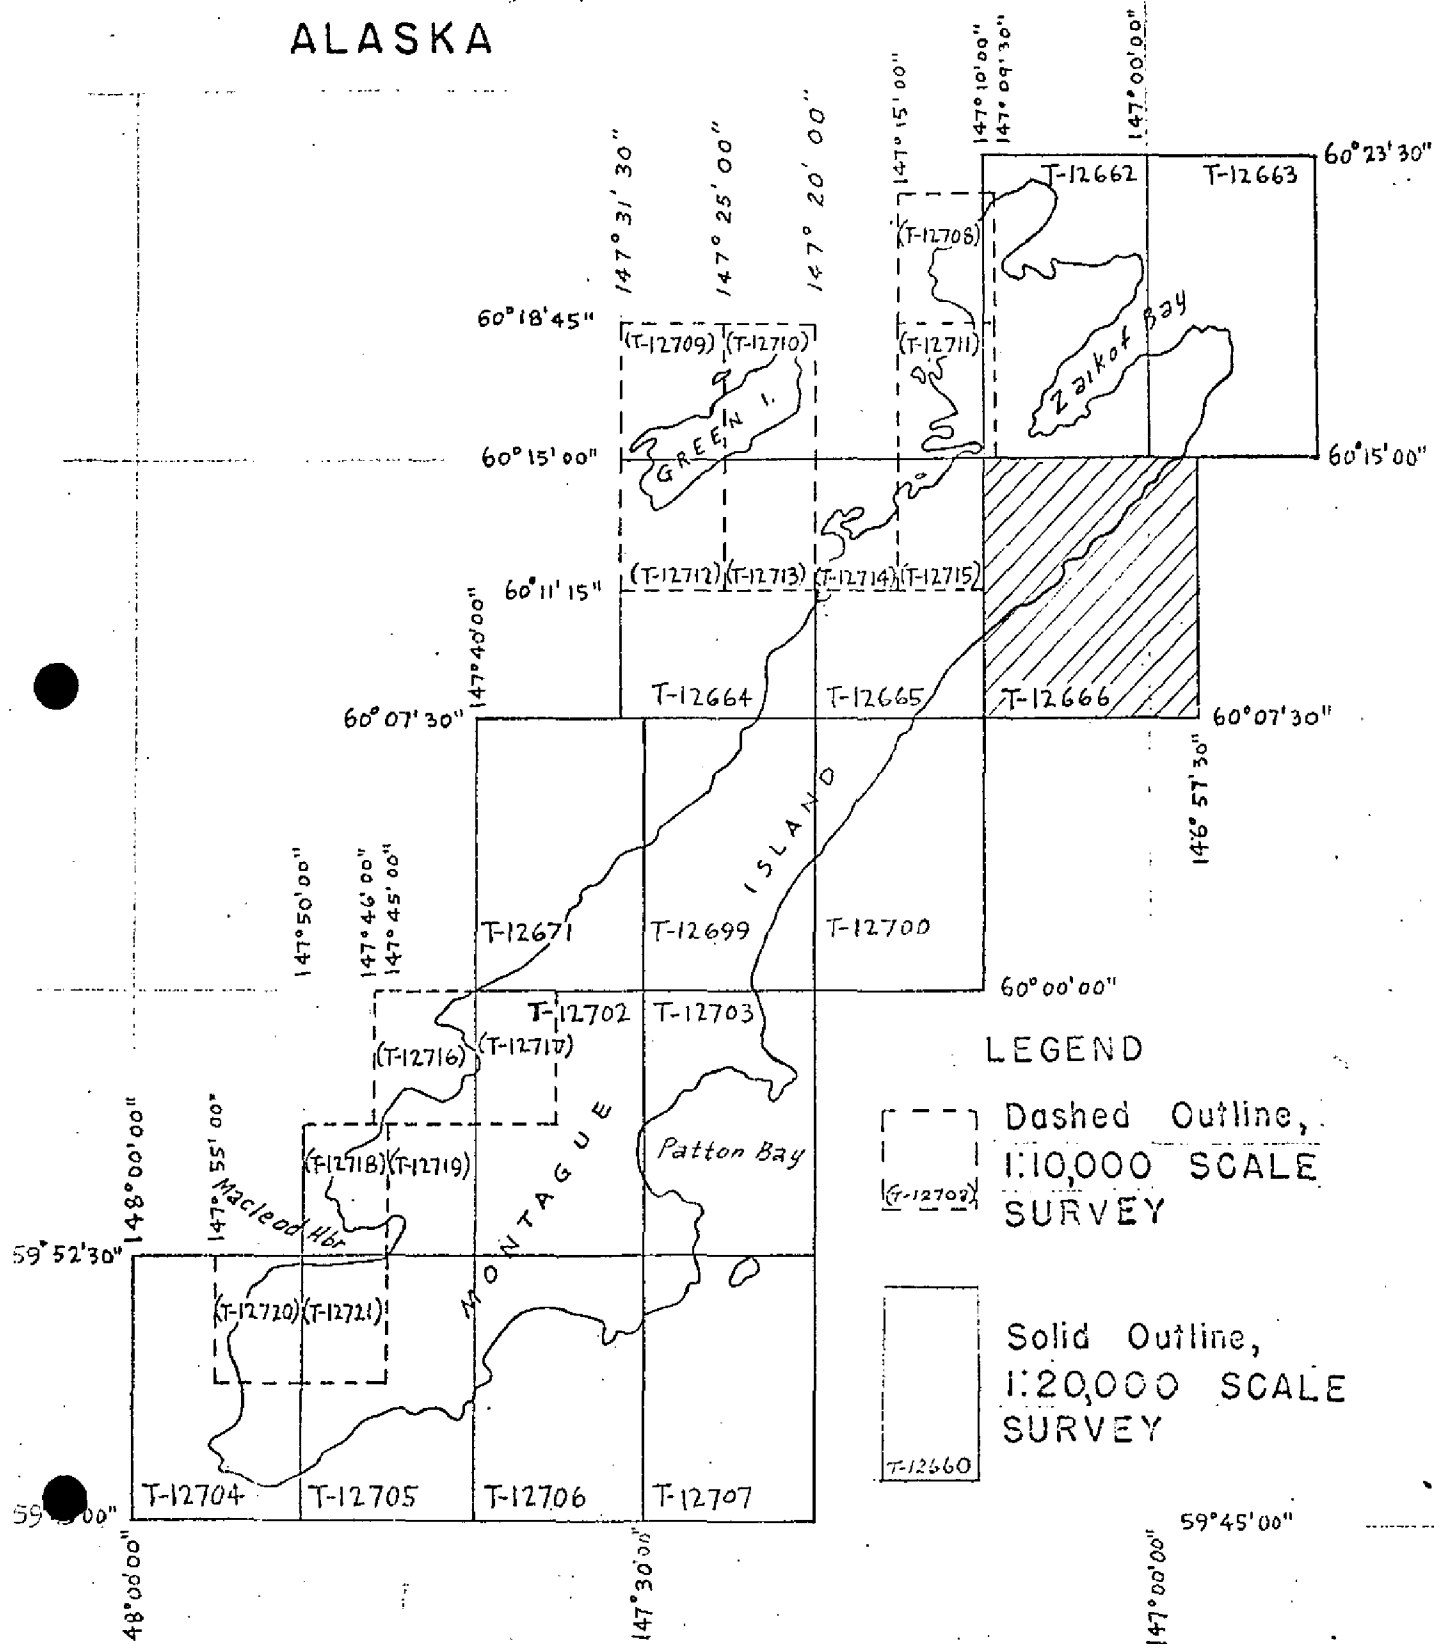 ALASKA
147°31'30"
147°25'00"
147°20'00"
147°15'00"
147°10'00"
147°09'30"
147°00'00"
60°23'30"
T-12662
T-12663
(T-12708)
60°18'45"
(T-12709)
(T-12710)
(T-12711)
Zaikof Bay
GREEN I.
60°15'00"
60°15'00"
60°11'15"
(T-12712)
(T-12713)
(T-12714)
(T-12715)
147°40'00"
T-12664
T-12665
T-12666
60°07'30"
60°07'30"
146°57'30"
ISLAND
147°50'00"
147°46'00"
147°45'00"
T-12671
T-12699
T-12700
60°00'00"
T-12702
T-12703
(T-12716)
(T-12717)
LEGEND
148°00'00"
147°55'00"
Dashed Outline,
1:10,000 SCALE
SURVEY
(T-12708)
(T-12718)
(T-12719)
Patton Bay
MONTAGUE
Macleod Hbr
59°52'30"
(T-12720)
(T-12721)
Solid Outline,
1:20,000 SCALE
SURVEY
T-12660
T-12704
T-12705
T-12706
T-12707
59°45'00"
48°00'00"
147°30'00"
147°00'00"